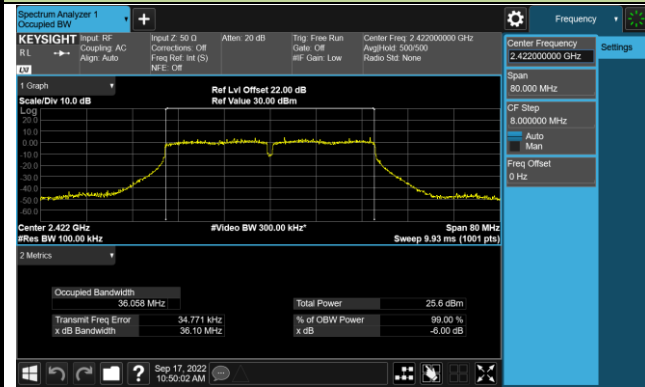 Spectrum Analyzer 1
Occupied BW
Frequency
KEYSIGHT
RL
LXI
Input: RF
Coupling: AC
Align: Auto
Input Z: 50 Ω
Corrections: Off
Freq Ref: Int (S)
NFE: Off
Atten: 20 dB
Trig: Free Run
Gate: Off
#IF Gain: Low
Center Freq: 2.422000000 GHz
Avg|Hold: 500/500
Radio Std: None
Center Frequency
2.422000000 GHz
Settings
Span
80.000 MHz
CF Step
8.000000 MHz
Auto
Man
Freq Offset
0 Hz
1 Graph
Scale/Div 10.0 dB
Ref Lvl Offset 22.00 dB
Ref Value 30.00 dBm
Log
20.0
10.0
0.00
-10.0
-20.0
-30.0
-40.0
-50.0
-60.0
Center 2.422 GHz
#Res BW 100.00 kHz
#Video BW 300.00 kHz*
Span 80 MHz
Sweep 9.93 ms (1001 pts)
2 Metrics
Occupied Bandwidth
36.058 MHz
Total Power 25.6 dBm
Transmit Freq Error 34.771 kHz
% of OBW Power 99.00 %
x dB Bandwidth 36.10 MHz
x dB -6.00 dB
Sep 17, 2022
10:50:02 AM